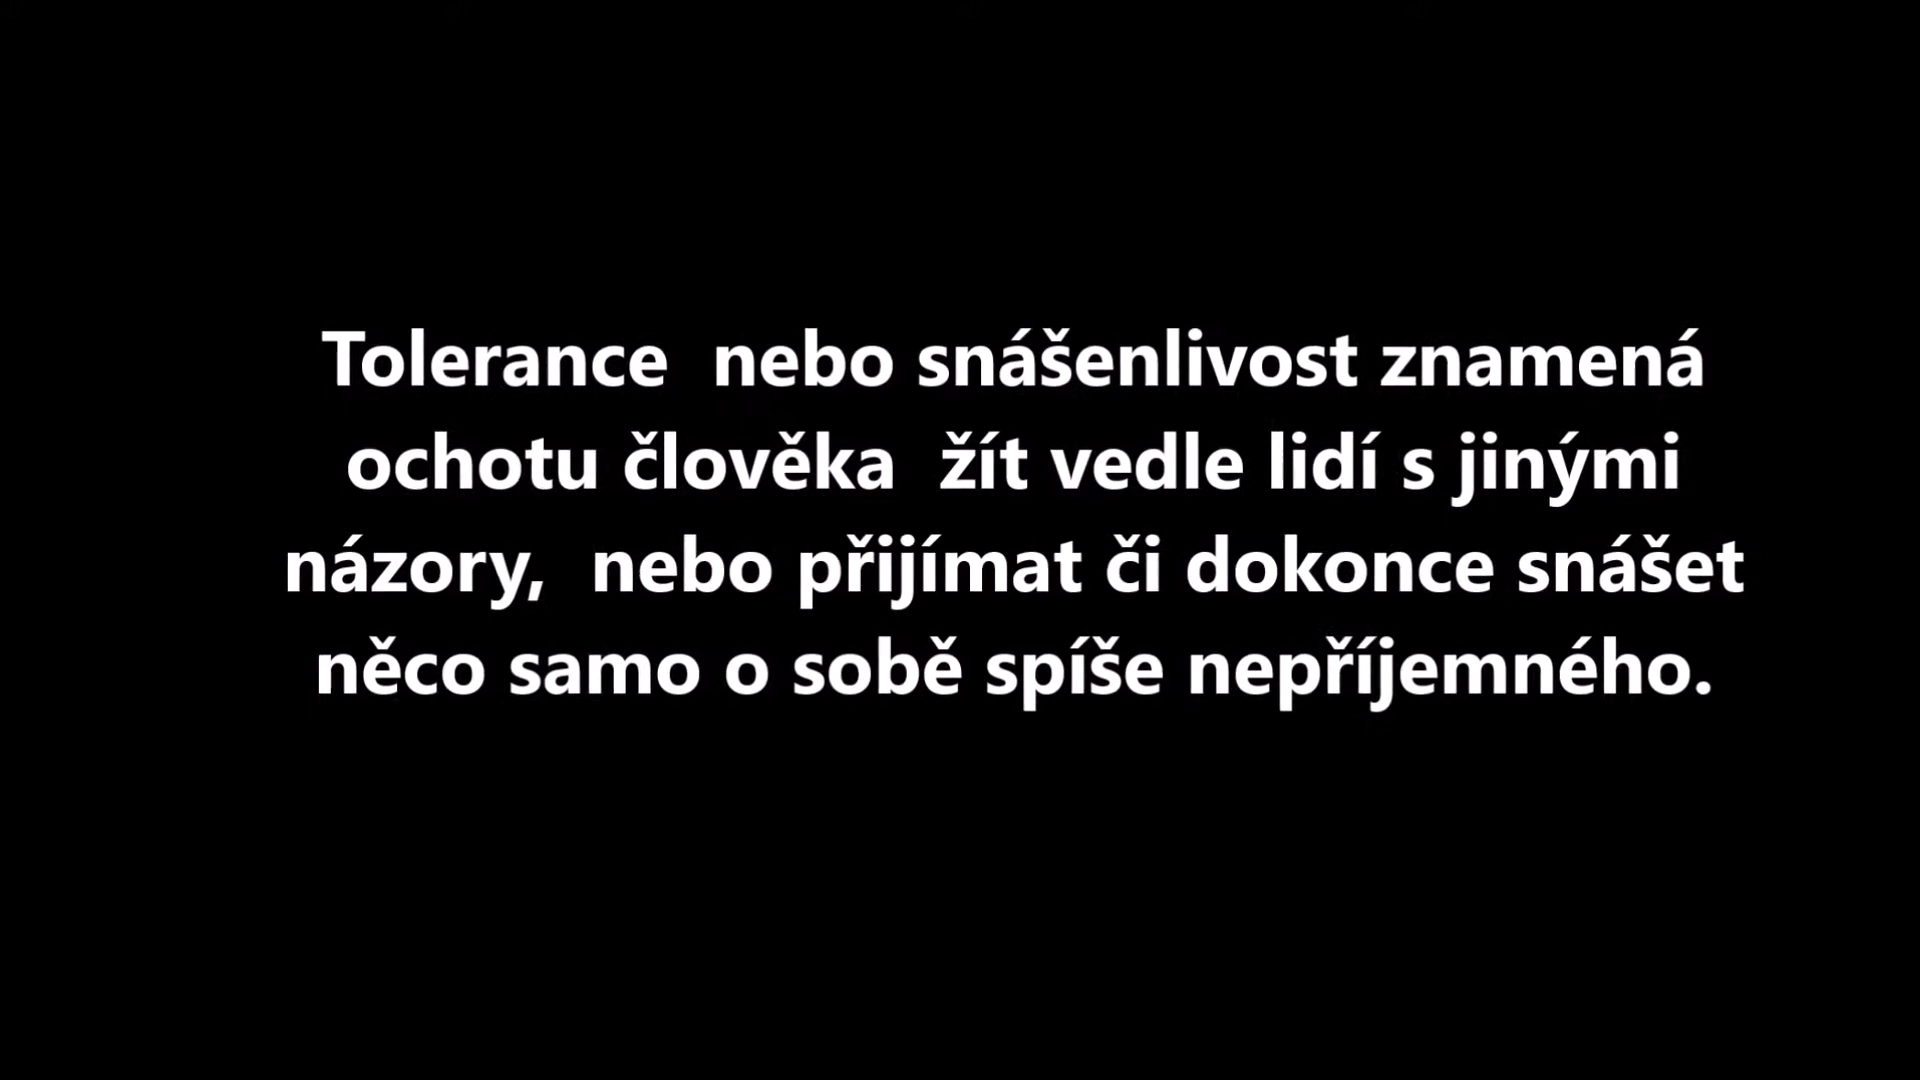 Tolerance  nebo snášenlivost znamená
ochotu člověka  žít vedle lidí s jinými
názory,  nebo přijímat či dokonce snášet
něco samo o sobě spíše nepříjemného.